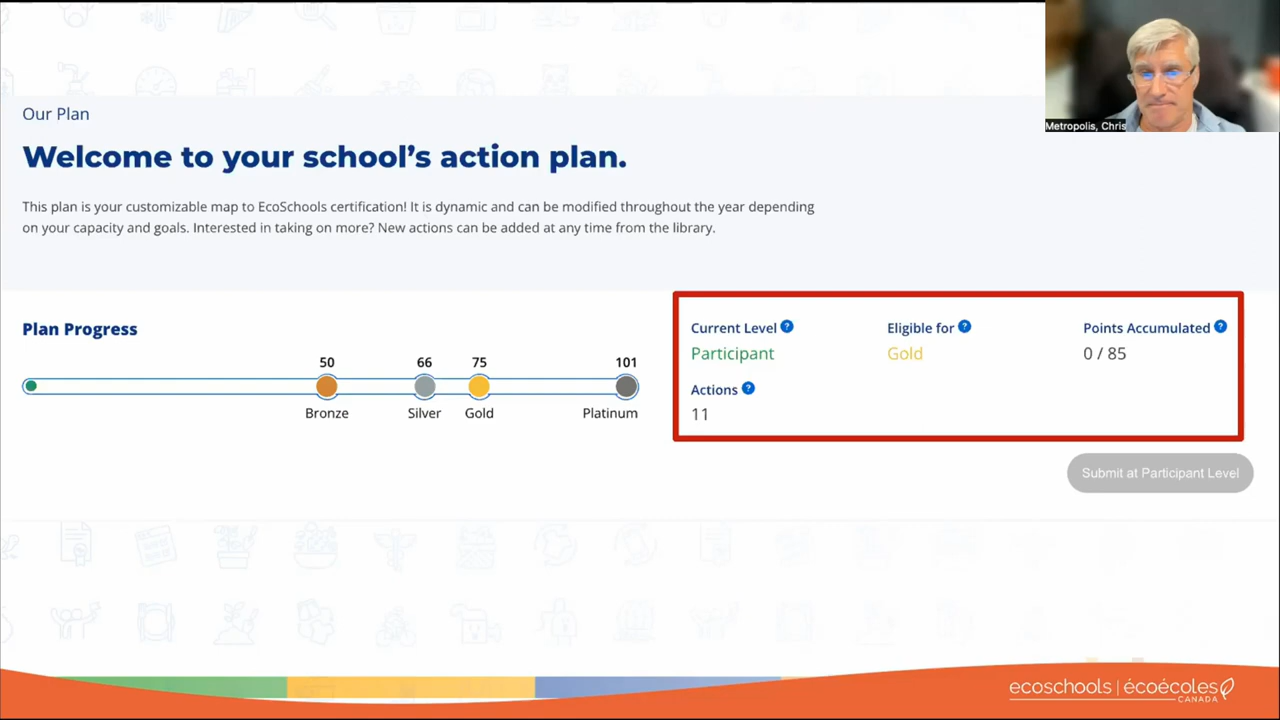 Metropolis, Chris
Our Plan
Welcome to your school's action plan.
This plan is your customizable map to EcoSchools certification! It is dynamic and can be modified throughout the year depending
on your capacity and goals. Interested in taking on more? New actions can be added at any time from the library.
Plan Progress
50 66 75 101
Bronze Silver Gold Platinum
Current Level ? Eligible for ? Points Accumulated ?
Participant Gold 0 / 85
Actions ?
11
Submit at Participant Level
ecoschools | écoécoles
CANADA